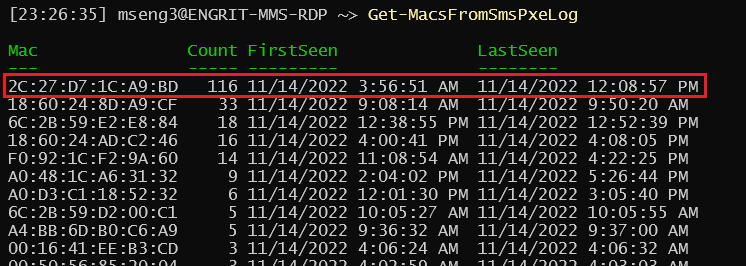 [23:26:35] mseng3@ENGRIT-MMS-RDP ~> Get-MacsFromSmsPxeLog
Mac Count FirstSeen LastSeen
--- ----- --------- --------
2C:27:D7:1C:A9:BD 116 11/14/2022 3:56:51 AM 11/14/2022 12:08:57 PM
18:60:24:8D:A9:CF 33 11/14/2022 9:08:14 AM 11/14/2022 9:50:20 AM
6C:2B:59:E2:E8:84 18 11/14/2022 12:38:55 PM 11/14/2022 12:52:39 PM
18:60:24:AD:C2:46 16 11/14/2022 4:00:41 PM 11/14/2022 4:08:05 PM
F0:92:1C:F2:9A:60 14 11/14/2022 11:08:54 AM 11/14/2022 4:22:25 PM
A0:48:1C:A6:31:32 9 11/14/2022 2:04:02 PM 11/14/2022 5:26:44 PM
A0:D3:C1:18:52:32 6 11/14/2022 12:01:30 PM 11/14/2022 3:05:40 PM
6C:2B:59:D2:00:C1 5 11/14/2022 10:05:27 AM 11/14/2022 10:05:55 AM
A4:BB:6D:B0:C6:A9 5 11/14/2022 9:36:32 AM 11/14/2022 9:37:00 AM
00:16:41:EE:B3:CD 3 11/14/2022 4:06:24 AM 11/14/2022 4:06:32 AM